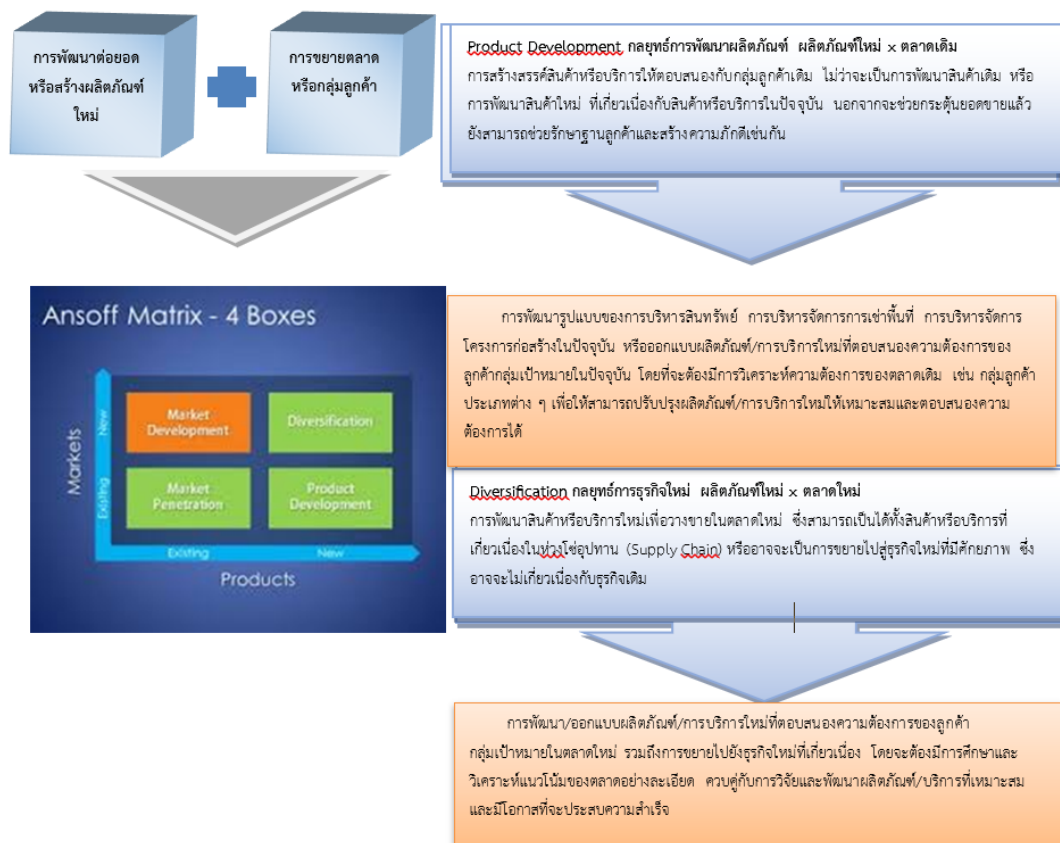 การพัฒนาต่อยอด
หรือสร้างผลิตภัณฑ์
ใหม่
การขยายตลาด
หรือกลุ่มลูกค้า
Product Development กลยุทธ์การพัฒนาผลิตภัณฑ์ ผลิตภัณฑ์ใหม่ x ตลาดเดิม
การสร้างสรรค์สินค้าหรือบริการให้ตอบสนองกับกลุ่มลูกค้าเดิม ไม่ว่าจะเป็นการพัฒนาสินค้าเดิม หรือ
การพัฒนาสินค้าใหม่ ที่เกี่ยวเนื่องกับสินค้าหรือบริการในปัจจุบัน นอกจากจะช่วยกระตุ้นยอดขายแล้ว
ยังสามารถช่วยรักษาฐานลูกค้าและสร้างความภักดีเช่นกัน
Ansoff Matrix - 4 Boxes
Markets
New
Existing
Market
Development
Diversification
Market
Penetration
Product
Development
Existing
New
Products
การพัฒนารูปแบบของการบริหารสินทรัพย์ การบริหารจัดการการเช่าพื้นที่ การบริหารจัดการ
โครงการก่อสร้างในปัจจุบัน หรือออกแบบผลิตภัณฑ์/การบริการใหม่ที่ตอบสนองความต้องการของ
ลูกค้ากลุ่มเป้าหมายในปัจจุบัน โดยที่จะต้องมีการวิเคราะห์ความต้องการของตลาดเดิม เช่น กลุ่มลูกค้า
ประเภทต่าง ๆ เพื่อให้สามารถปรับปรุงผลิตภัณฑ์/การบริการใหม่ให้เหมาะสมและตอบสนองความ
ต้องการได้
Diversification กลยุทธ์การธุรกิจใหม่ ผลิตภัณฑ์ใหม่ x ตลาดใหม่
การพัฒนาสินค้าหรือบริการใหม่เพื่อวางขายในตลาดใหม่ ซึ่งสามารถเป็นได้ทั้งสินค้าหรือบริการที่
เกี่ยวเนื่องในห่วงโซ่อุปทาน (Supply Chain) หรืออาจจะเป็นการขยายไปสู่ธุรกิจใหม่ที่มีศักยภาพ ซึ่ง
อาจจะไม่เกี่ยวเนื่องกับธุรกิจเดิม
การพัฒนา/ออกแบบผลิตภัณฑ์/การบริการใหม่ที่ตอบสนองความต้องการของลูกค้า
กลุ่มเป้าหมายในตลาดใหม่ รวมถึงการขยายไปยังธุรกิจใหม่ที่เกี่ยวเนื่อง โดยจะต้องมีการศึกษาและ
วิเคราะห์แนวโน้มของตลาดอย่างละเอียด ควบคู่กับการวิจัยและพัฒนาผลิตภัณฑ์/บริการที่เหมาะสม
และมีโอกาสที่จะประสบความสำเร็จ